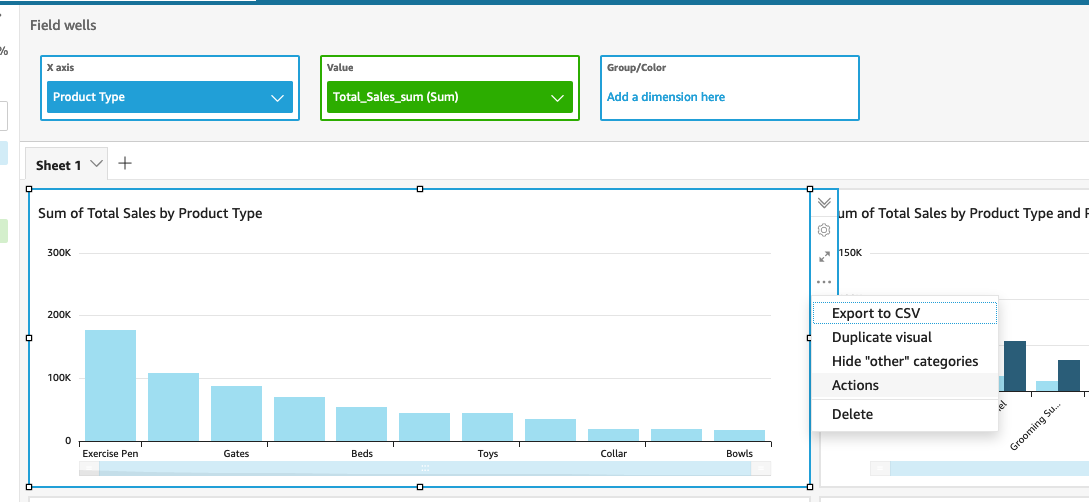 %
Field wells
X axis
Product Type
Value
Total_Sales_sum (Sum)
Group/Color
Add a dimension here
Sheet 1
Sum of Total Sales by Product Type
300K
200K
100K
0
Exercise Pen
Gates
Beds
Toys
Collar
Bowls
um of Total Sales by Product Type and
150K
Export to CSV
Duplicate visual
Hide "other" categories
Actions
Delete
Grooming Su...